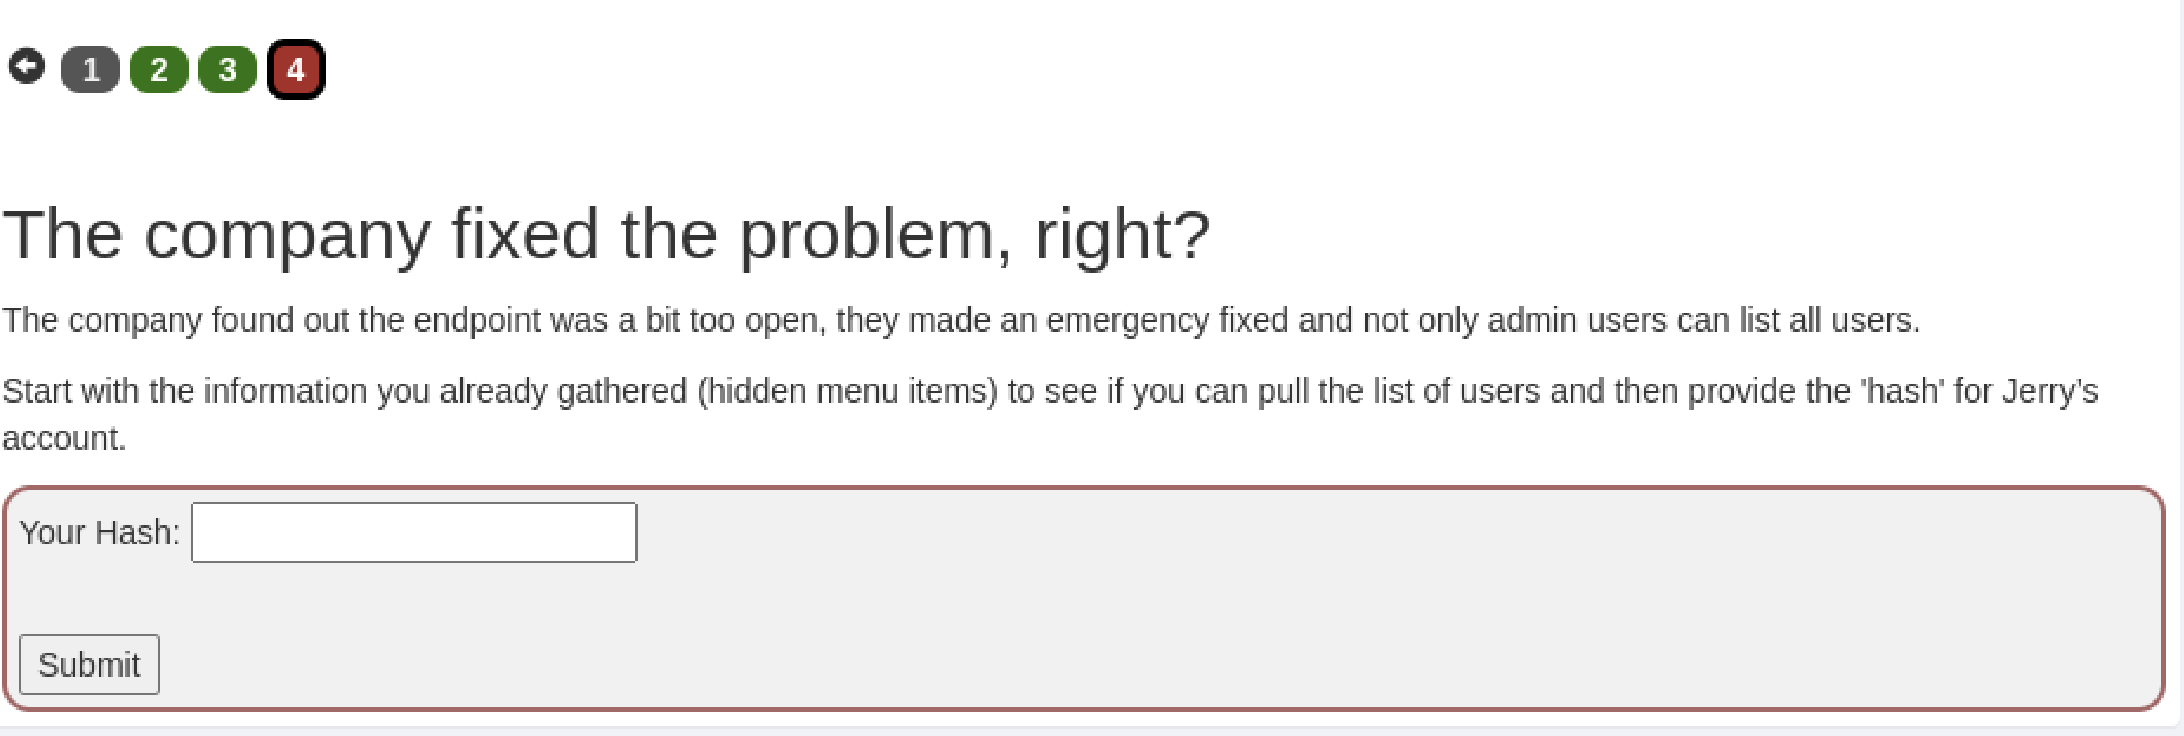 1 2 3 4
The company fixed the problem, right?
The company found out the endpoint was a bit too open, they made an emergency fixed and not only admin users can list all users.
Start with the information you already gathered (hidden menu items) to see if you can pull the list of users and then provide the 'hash' for Jerry's
account.
Your Hash:
Submit